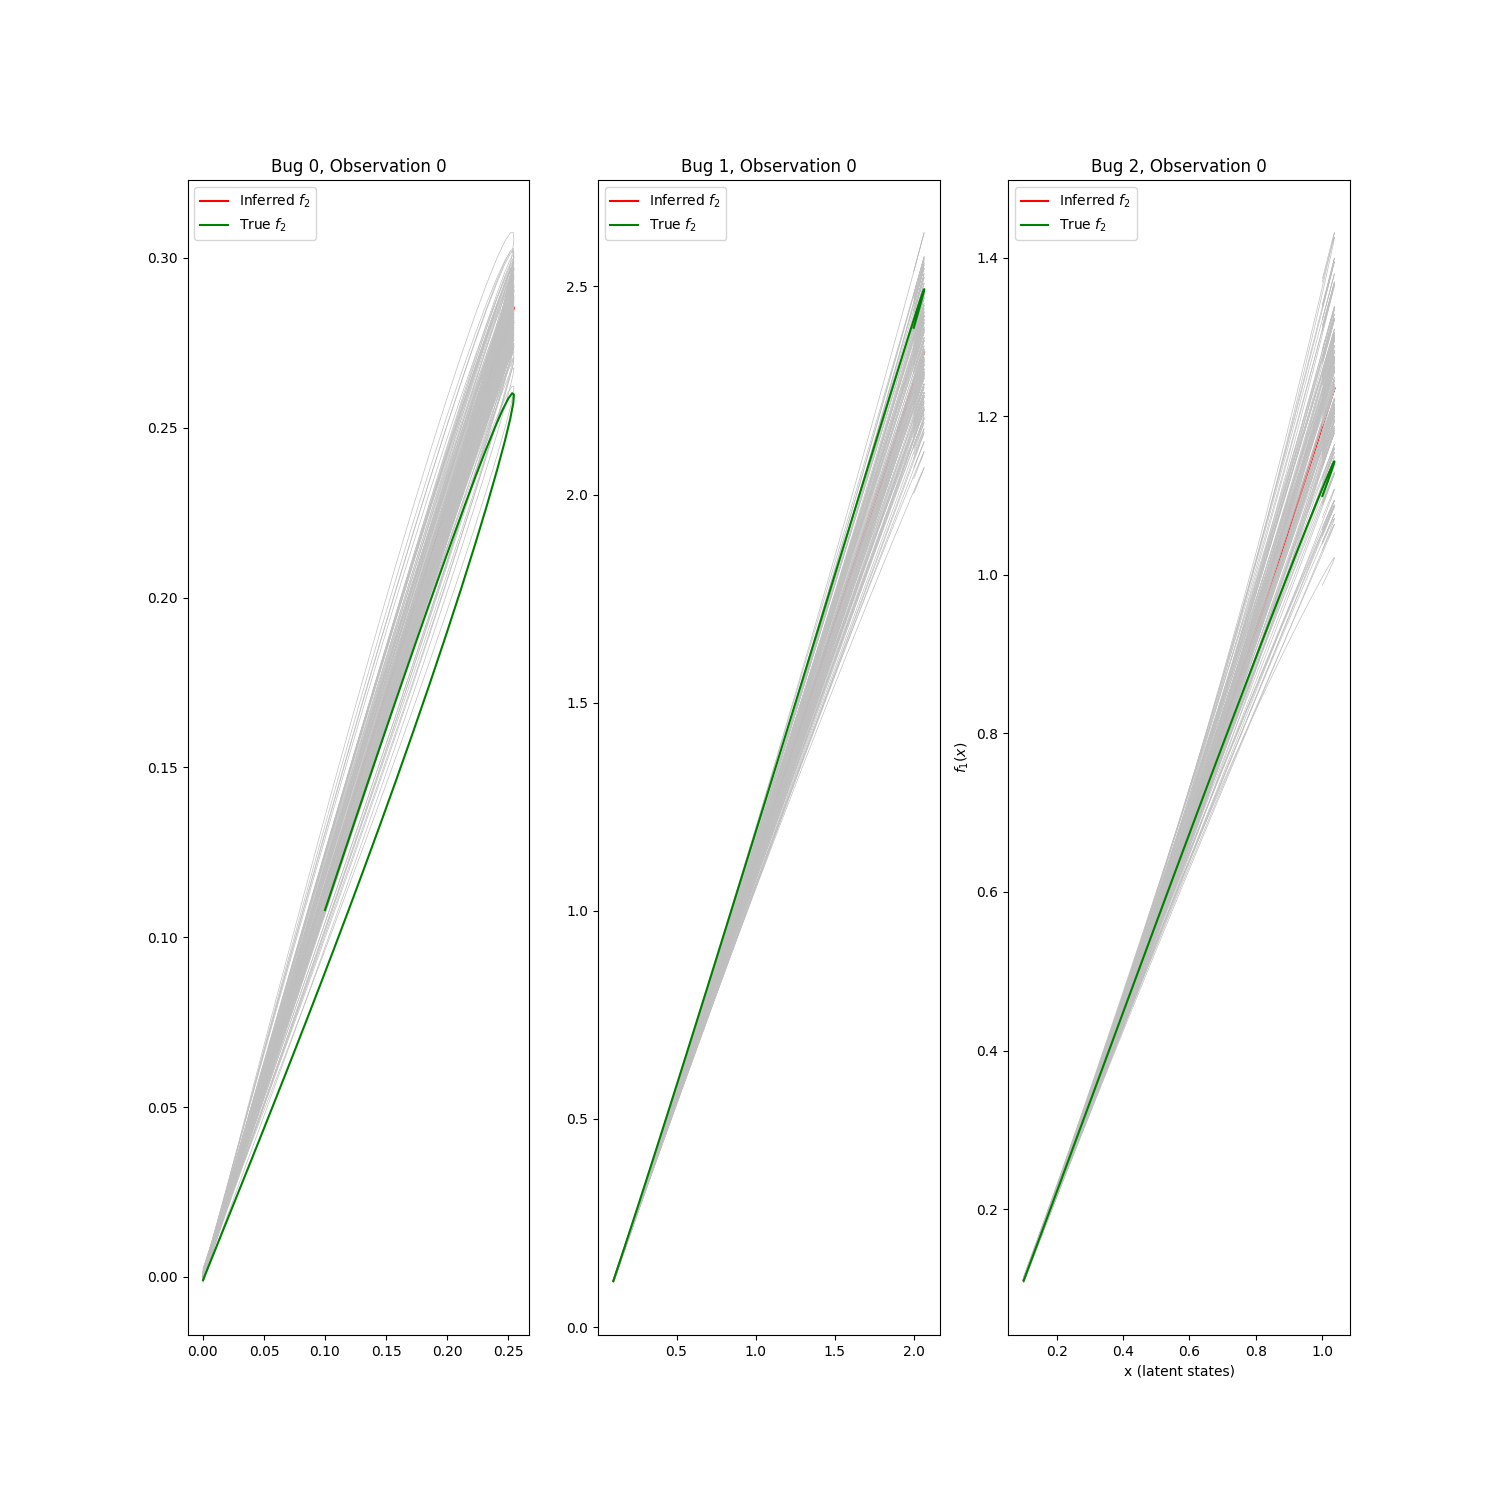 Bug 0, Observation 0
Inferred f₂
True f₂
0.30
0.25
0.20
0.15
0.10
0.05
0.00
0.00 0.05 0.10 0.15 0.20 0.25
Bug 1, Observation 0
Inferred f₂
True f₂
2.5
2.0
1.5
1.0
0.5
0.0
0.5 1.0 1.5 2.0
Bug 2, Observation 0
Inferred f₂
True f₂
f₁(x)
1.4
1.2
1.0
0.8
0.6
0.4
0.2
0.2 0.4 0.6 0.8 1.0
x (latent states)